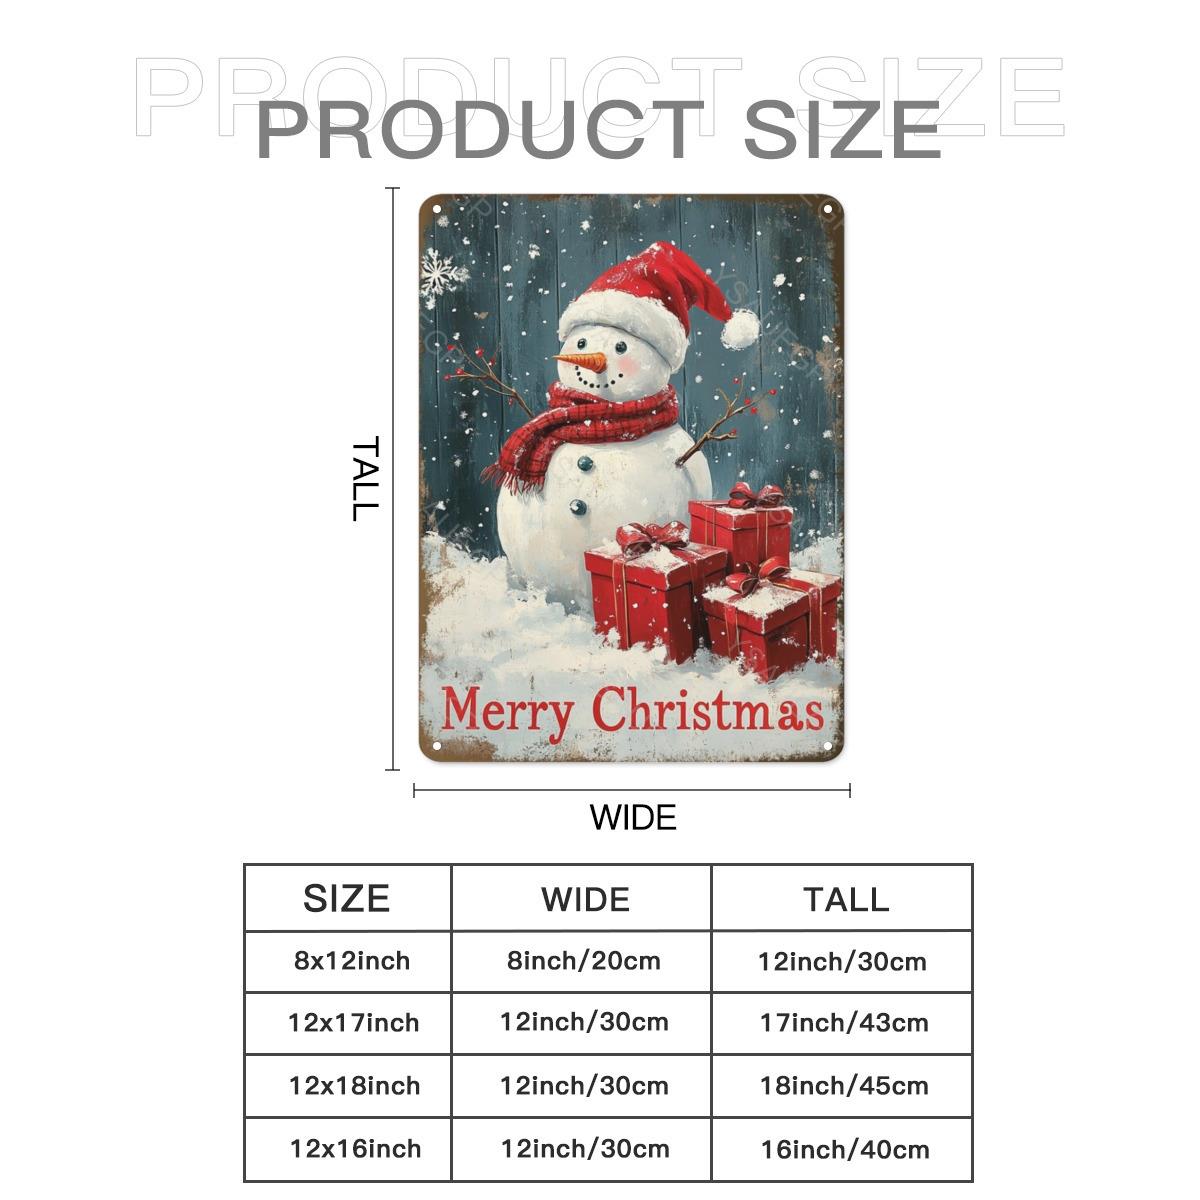 PRODUCT SIZE
PRODUCT SIZE
TALL
Merry Christmas
WIDE
SIZE WIDE TALL
8x12inch 8inch/20cm 12inch/30cm
12x17inch 12inch/30cm 17inch/43cm
12x18inch 12inch/30cm 18inch/45cm
12x16inch 12inch/30cm 16inch/40cm